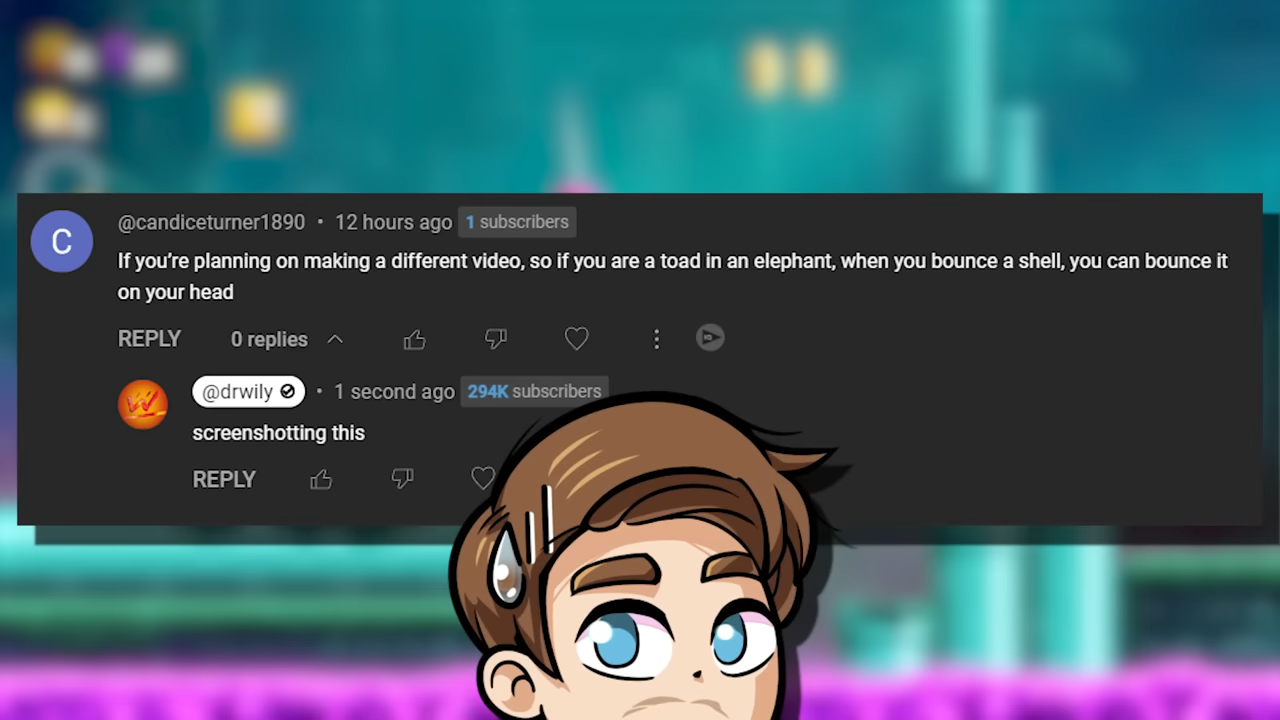 C
@candiceturner1890 • 12 hours ago 1 subscribers
If you’re planning on making a different video, so if you are a toad in an elephant, when you bounce a shell, you can bounce it
on your head
REPLY 0 replies
W
@drwily • 1 second ago 294K subscribers
screenshotting this
REPLY